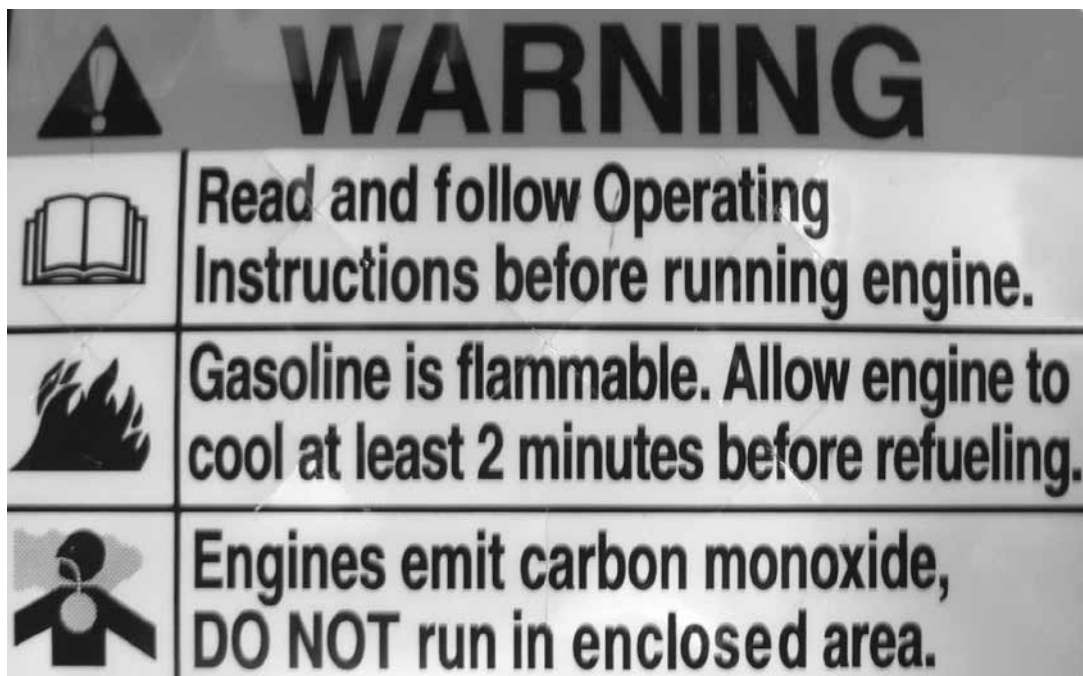 WARNING
Read and follow Operating
Instructions before running engine.
Gasoline is flammable. Allow engine to
cool at least 2 minutes before refueling.
Engines emit carbon monoxide,
DO NOT run in enclosed area.